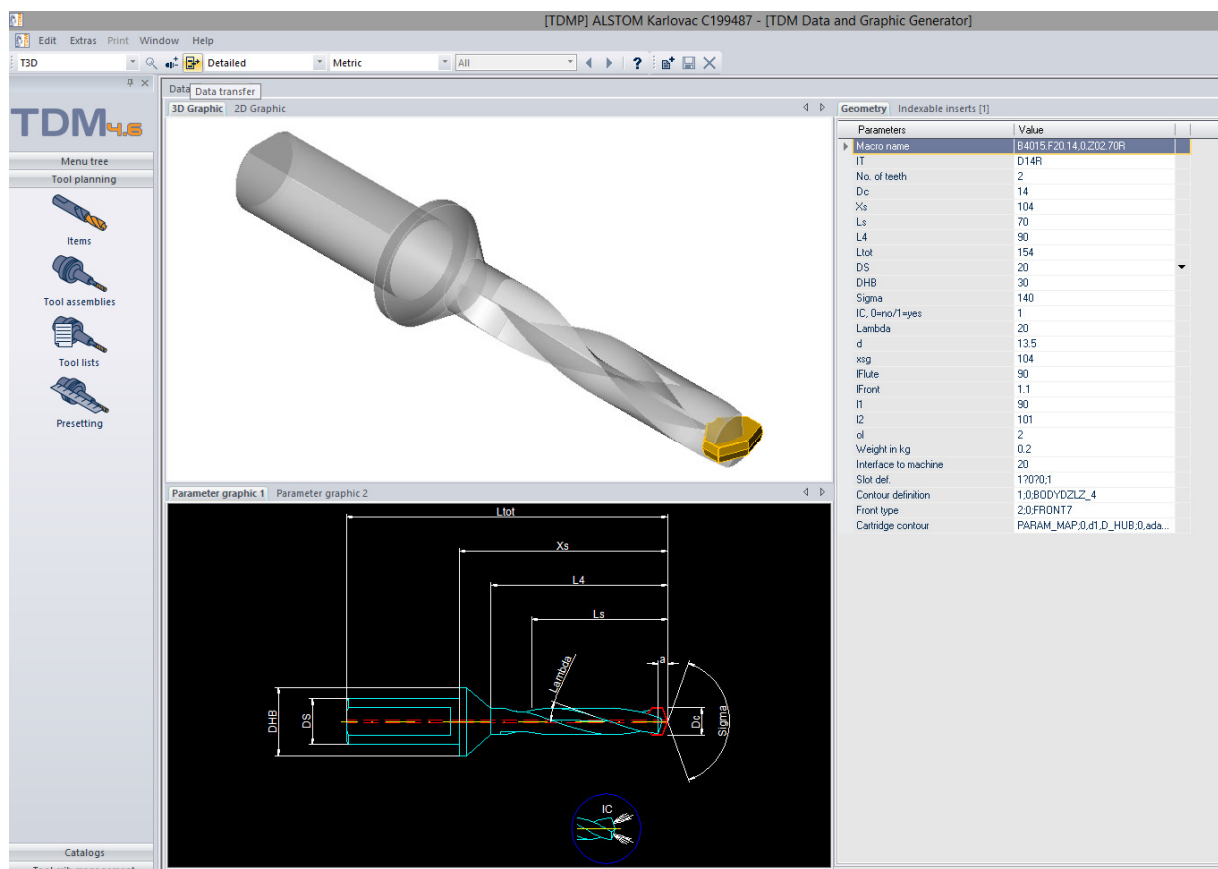 [TDMP] ALSTOM Karlovac C199487 - [TDM Data and Graphic Generator]
Edit Extras Print Window Help
T3D Detailed Metric All ?
Data
Data transfer
TDM4.6
Menu tree
Tool planning
Items
Tool assemblies
Tool lists
Presetting
Catalogs
3D Graphic 2D Graphic
Parameter graphic 1 Parameter graphic 2
Ltot
Xs
L4
Ls
Lambda
a
DHB
DS
Dc
Sigma
IC
Geometry Indexable inserts [1]
Parameters Value
Macro name B4015.F20.14,0.Z02.70R
IT D14R
No. of teeth 2
Dc 14
Xs 104
Ls 70
L4 90
Ltot 154
DS 20
DHB 30
Sigma 140
IC, 0=no/1=yes 1
Lambda 20
d 13.5
xsg 104
lFlute 90
lFront 1.1
l1 90
l2 101
ol 2
Weight in kg 0.2
Interface to machine 20
Slot def. 1?0?0;1
Contour definition 1;0;BODYDZLZ_4
Front type 2;0;FRONT7
Cartridge contour PARAM_MAP;0,d1,D_HUB;0,ada...